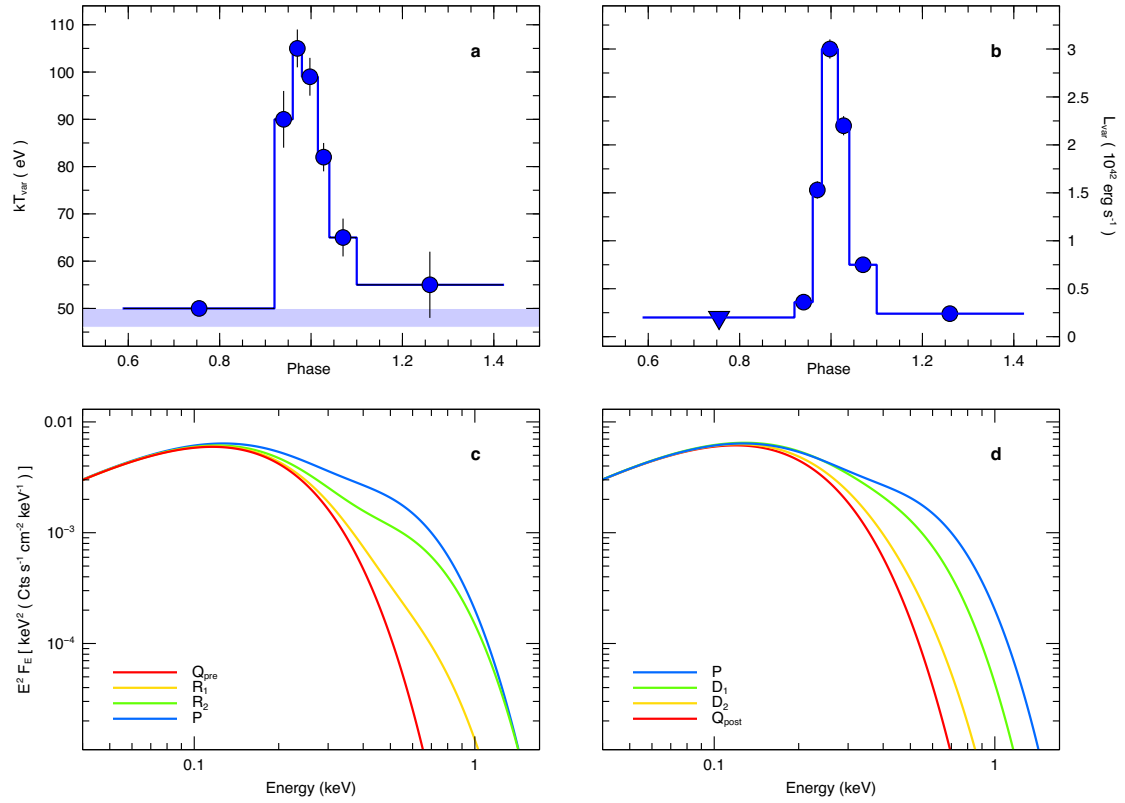 a
kT_var ( eV )
110
100
90
80
70
60
50
0.6 0.8 1.0 1.2 1.4
Phase
b
3
2.5
2
1.5
1
0.5
0
L_var ( 10^42 erg s^-1 )
0.6 0.8 1.0 1.2 1.4
Phase
c
E^2 F_E [ keV^2 ( Cts s^-1 cm^-2 keV^-1 ) ]
0.01
10^-3
10^-4
Q_pre
R_1
R_2
P
0.1 1
Energy (keV)
d
P
D_1
D_2
Q_post
0.1 1
Energy (keV)